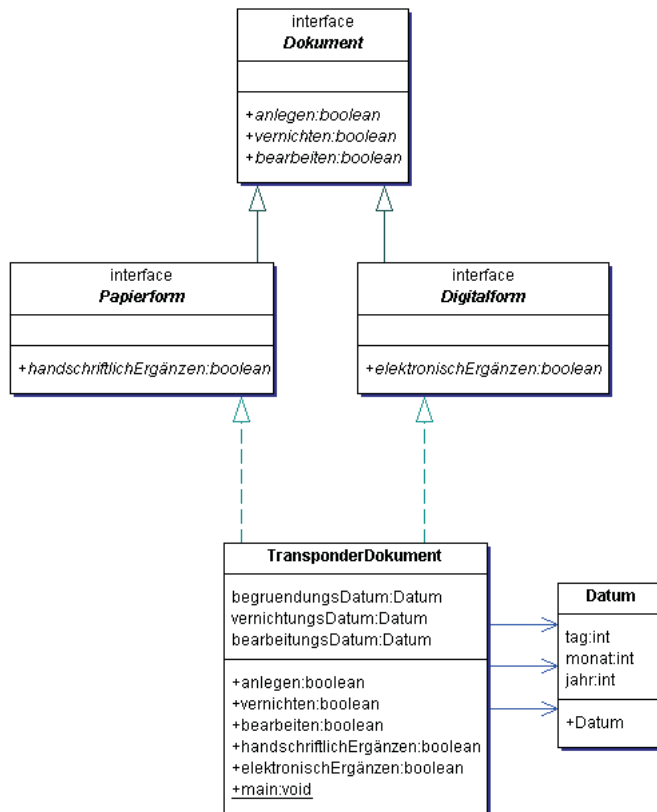 interface
Dokument
+anlegen:boolean
+vernichten:boolean
+bearbeiten:boolean
interface
Papierform
+handschriftlichErgänzen:boolean
interface
Digitalform
+elektronischErgänzen:boolean
TransponderDokument
begruendungsDatum:Datum
vernichtungsDatum:Datum
bearbeitungsDatum:Datum
+anlegen:boolean
+vernichten:boolean
+bearbeiten:boolean
+handschriftlichErgänzen:boolean
+elektronischErgänzen:boolean
+main:void
Datum
tag:int
monat:int
jahr:int
+Datum